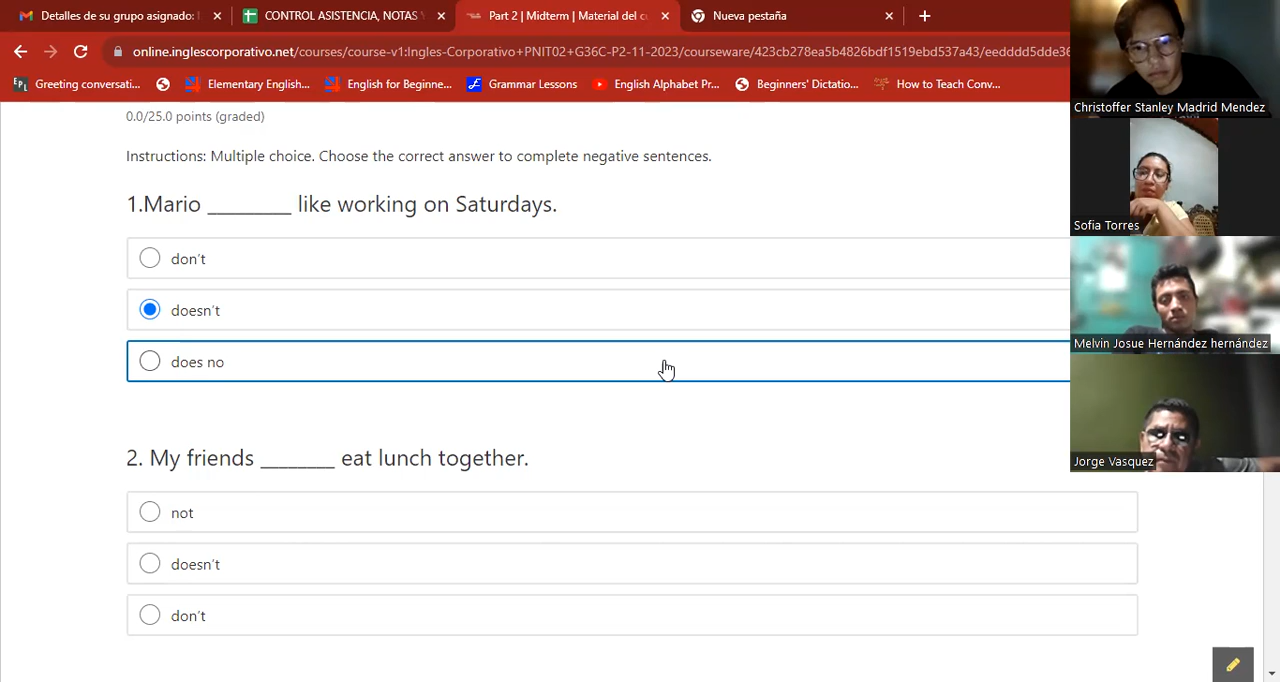 Detalles de su grupo asignado:
CONTROL ASISTENCIA, NOTAS Y
Part 2 | Midterm | Material del cu
Nueva pestaña
online.inglescorporativo.net/courses/course-v1:Ingles-Corporativo+PNIT02+G36C-P2-11-2023/courseware/423cb278ea5b4826bdf1519ebd537a43/eedddd5dde36
Greeting conversati...
Elementary English...
English for Beginne...
Grammar Lessons
English Alphabet Pr...
Beginners' Dictatio...
How to Teach Conv...
0.0/25.0 points (graded)
Instructions: Multiple choice. Choose the correct answer to complete negative sentences.
1.Mario _________ like working on Saturdays.
don't
doesn't
does no
2. My friends ________ eat lunch together.
not
doesn't
don't
Christoffer Stanley Madrid Mendez
Sofia Torres
Melvin Josue Hernández hernández
Jorge Vasquez